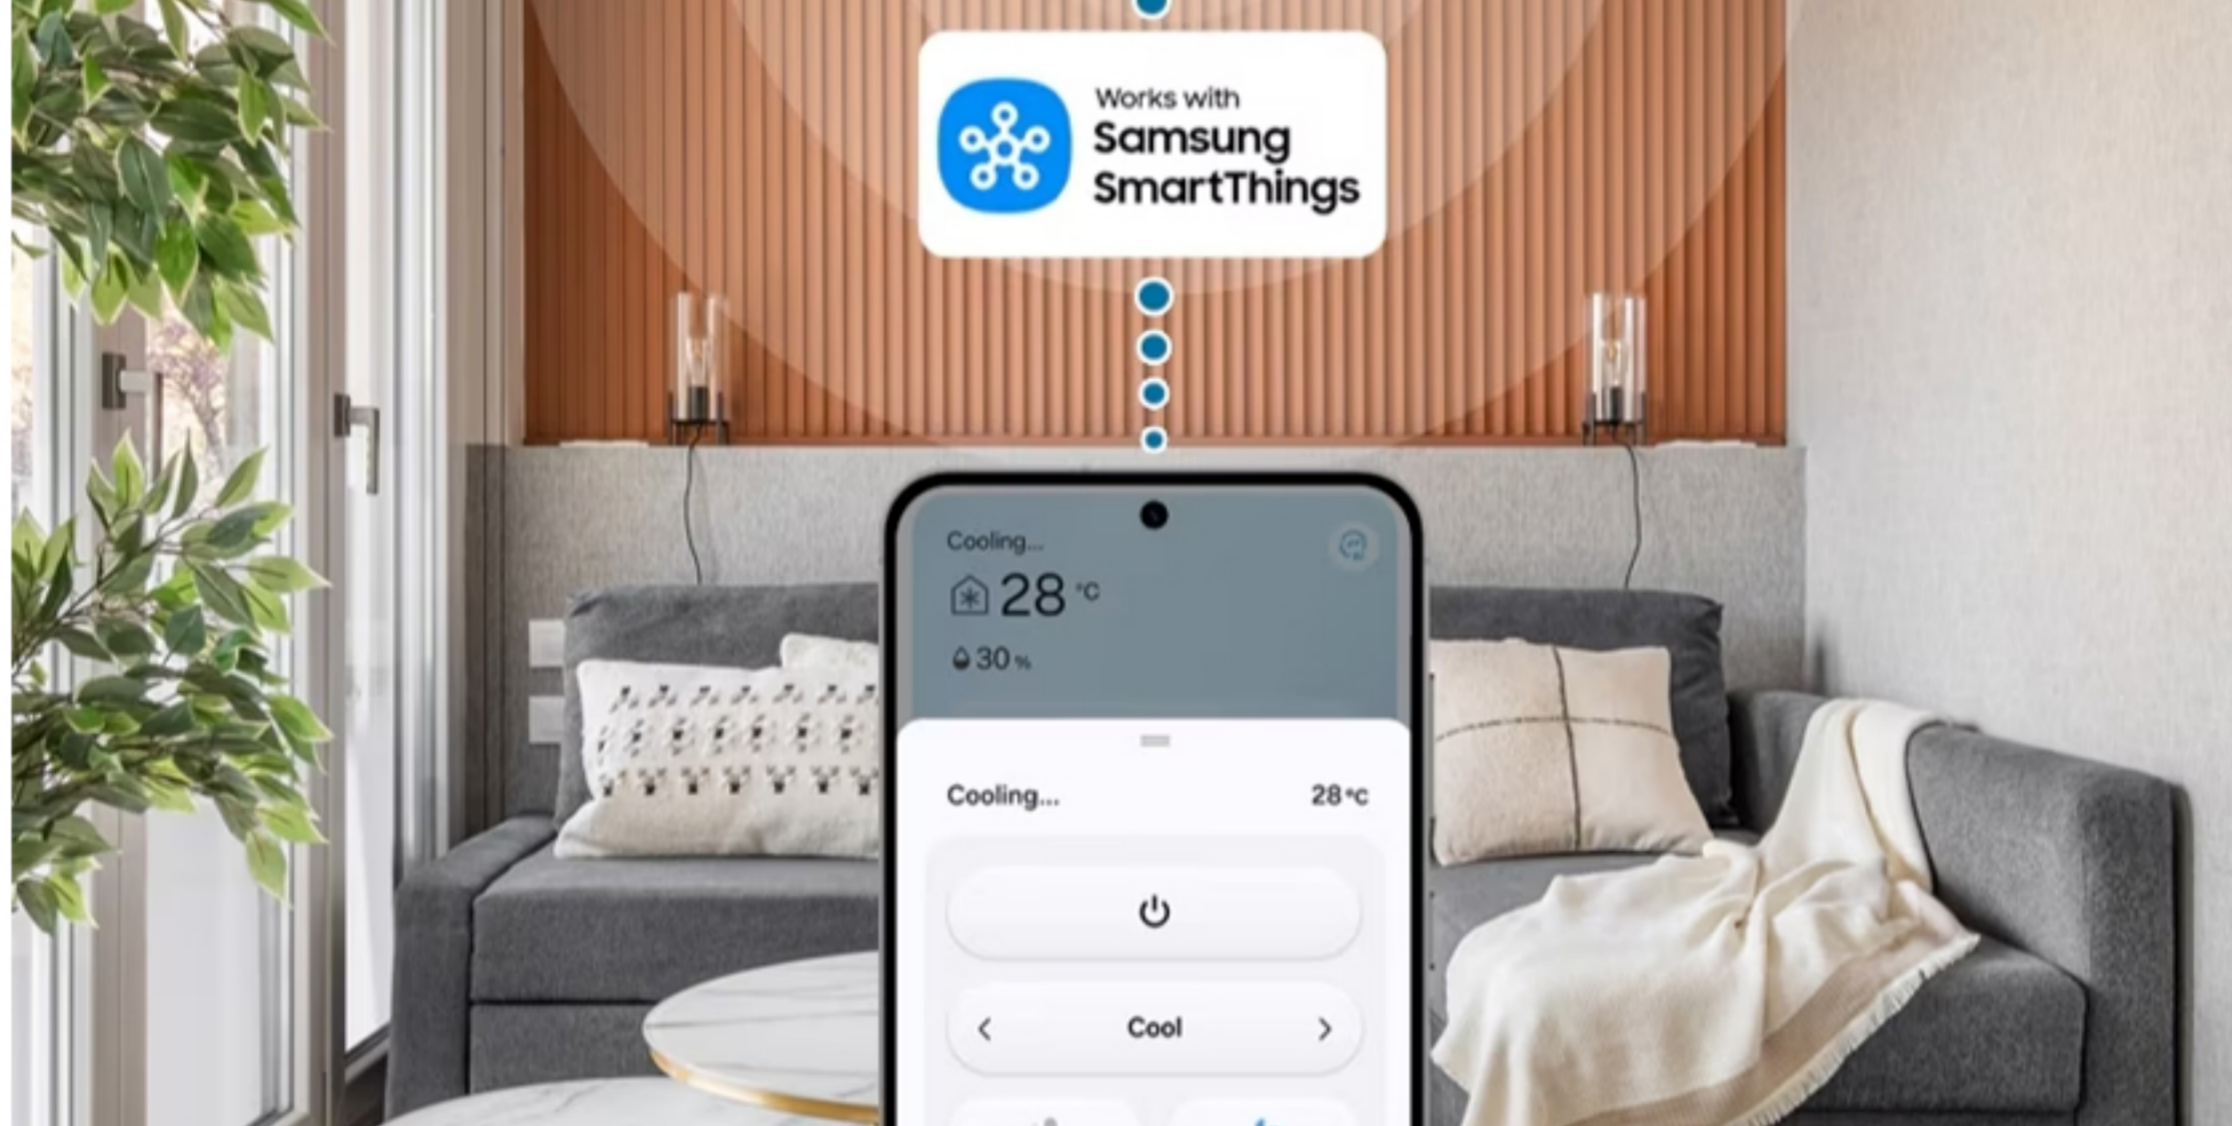 Works with
Samsung
SmartThings
Cooling...
28 °C
30 %
Cooling... 28°C
Cool